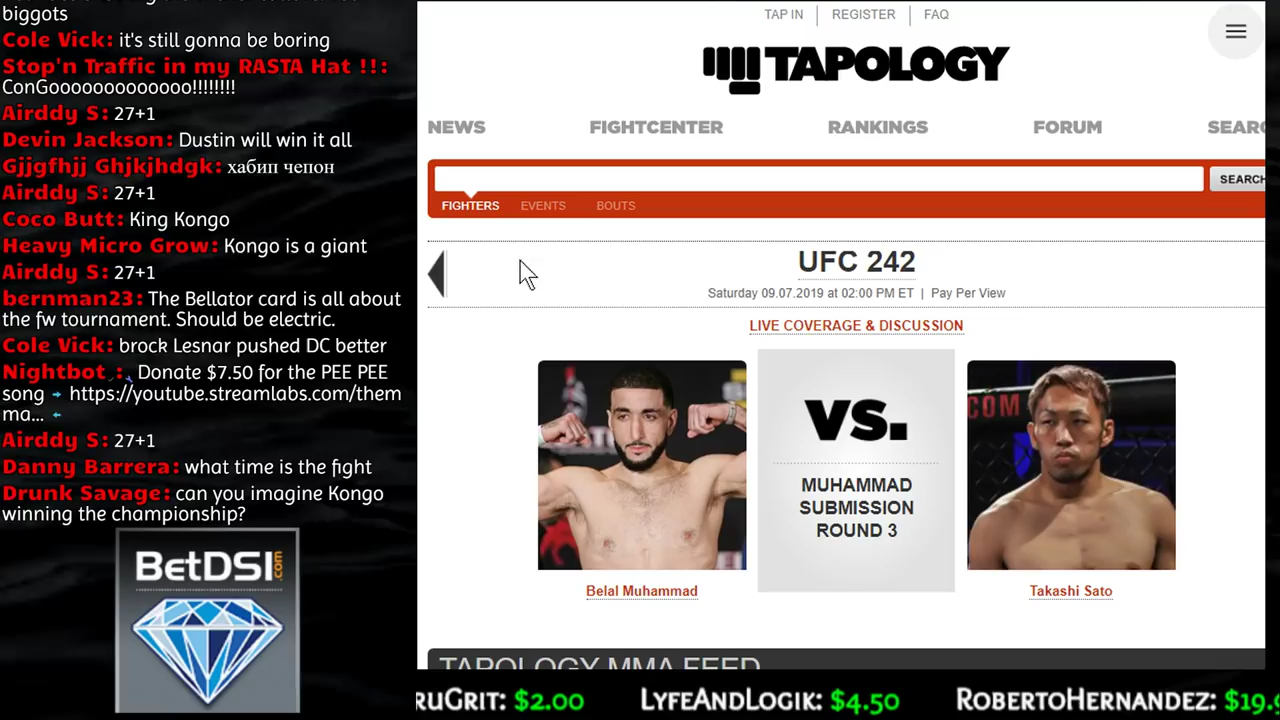 biggots
Cole Vick: it's still gonna be boring
Stop'n Traffic in my RASTA Hat !!:
ConGooooooooooooo!!!!!!!!
Airddy S: 27+1
Devin Jackson: Dustin will win it all
Gjjgfhjj Ghjkjhdgk: хабип чепон
Airddy S: 27+1
Coco Butt: King Kongo
Heavy Micro Grow: Kongo is a giant
Airddy S: 27+1
bernman23: The Bellator card is all about
the fw tournament. Should be electric.
Cole Vick: brock Lesnar pushed DC better
Nightbot : Donate $7.50 for the PEE PEE
song → https://youtube.streamlabs.com/them
ma... ←
Airddy S: 27+1
Danny Barrera: what time is the fight
Drunk Savage: can you imagine Kongo
winning the championship?
BetDSI.com
TAP IN | REGISTER | FAQ
TAPOLOGY
NEWS FIGHTCENTER RANKINGS FORUM SEARC
SEARCH
FIGHTERS EVENTS BOUTS
UFC 242
Saturday 09.07.2019 at 02:00 PM ET | Pay Per View
LIVE COVERAGE & DISCUSSION
VS.
MUHAMMAD
SUBMISSION
ROUND 3
COM
Belal Muhammad
Takashi Sato
TAPOLOGY MMA FEED
RUGRIT: $2.00 LYFEANDLOGIK: $4.50 ROBERTOHERNANDEZ: $19.